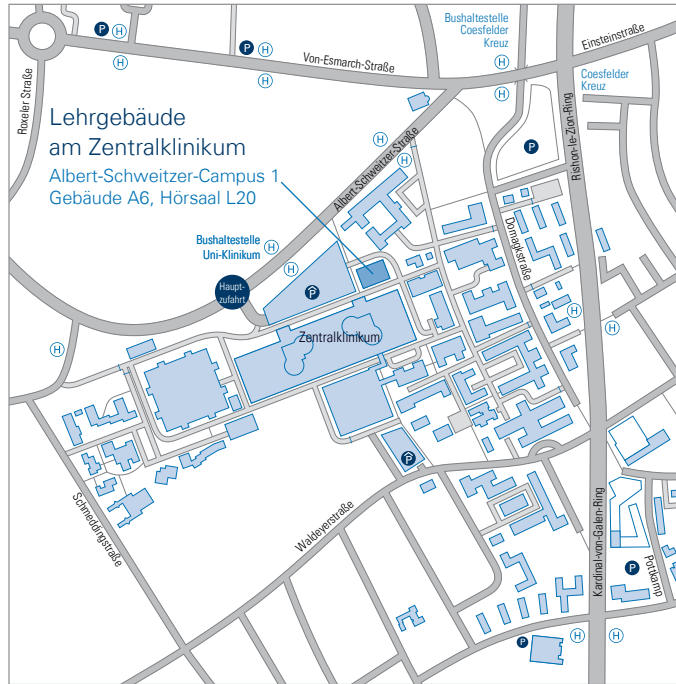 P
H
H
P
H
H
Von-Esmarch-Straße
Bushaltestelle
Coesfelder
Kreuz
H
H
Einsteinstraße
Coesfelder
Kreuz
H
Roxeler Straße
Lehrgebäude
am Zentralklinikum
Albert-Schweitzer-Campus 1
Gebäude A6, Hörsaal L20
Albert-Schweitzer-Straße
H
H
P
Rishon-le-Zion-Ring
Domagkstraße
Bushaltestelle
Uni-Klinikum
H
H
Haupt-
zufahrt
P
Zentralklinikum
H
H
H
P
Schmeddingstraße
Waldeyerstraße
Kardinal-von-Galen-Ring
Pottkamp
P
P
H
H